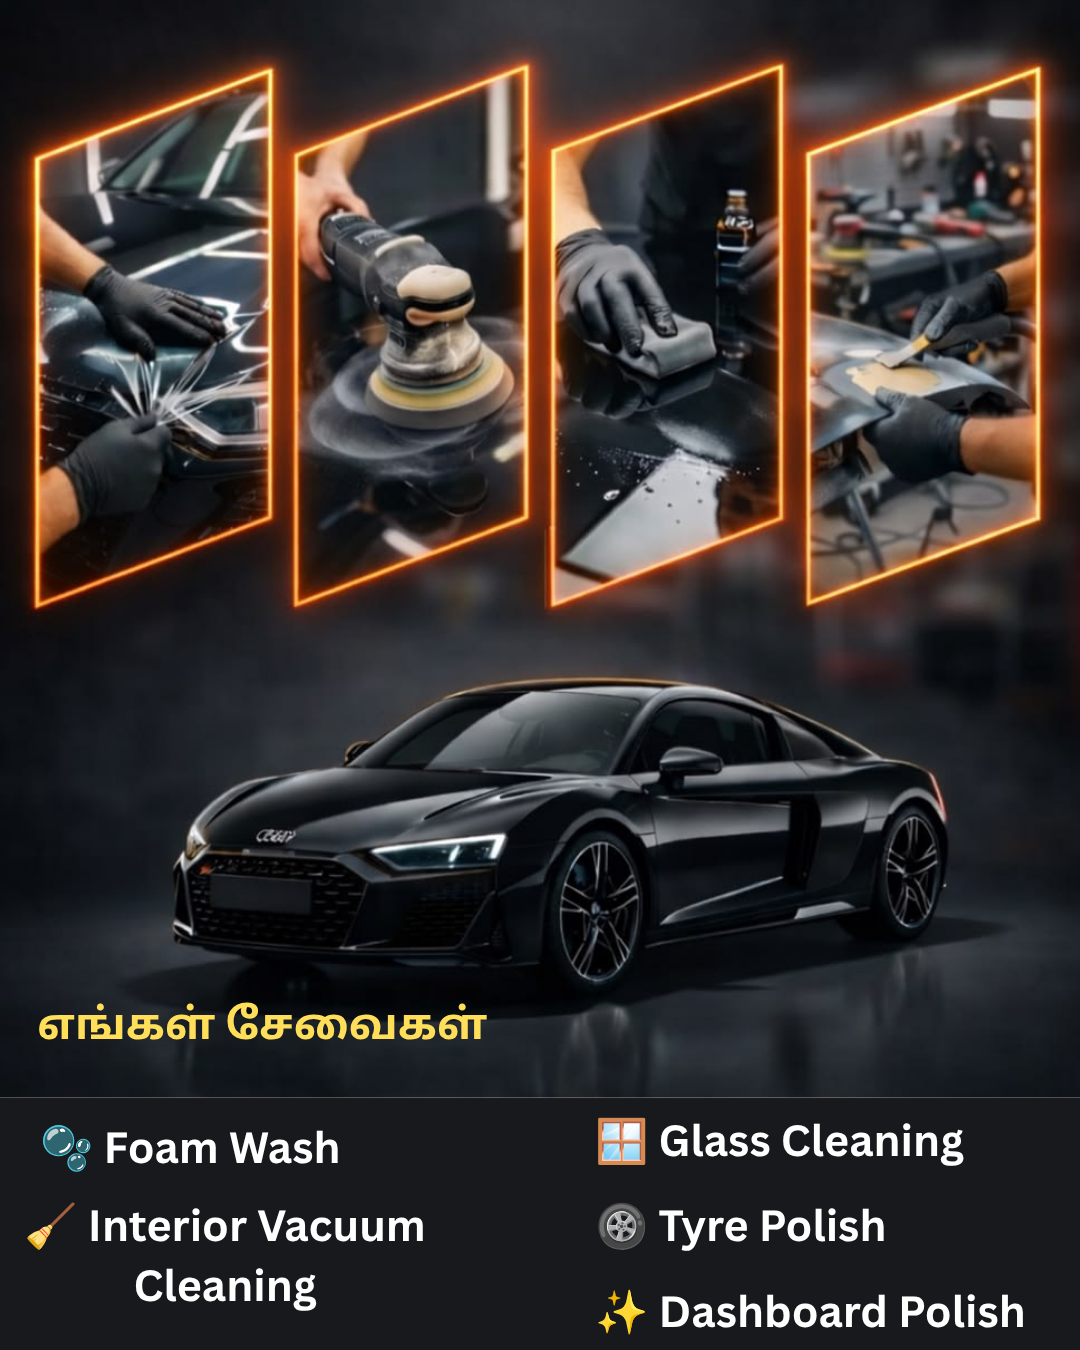 எங்கள் சேவைகள்
🫧 Foam Wash
🧹 Interior Vacuum
Cleaning
🪟 Glass Cleaning
🛞 Tyre Polish
✨ Dashboard Polish